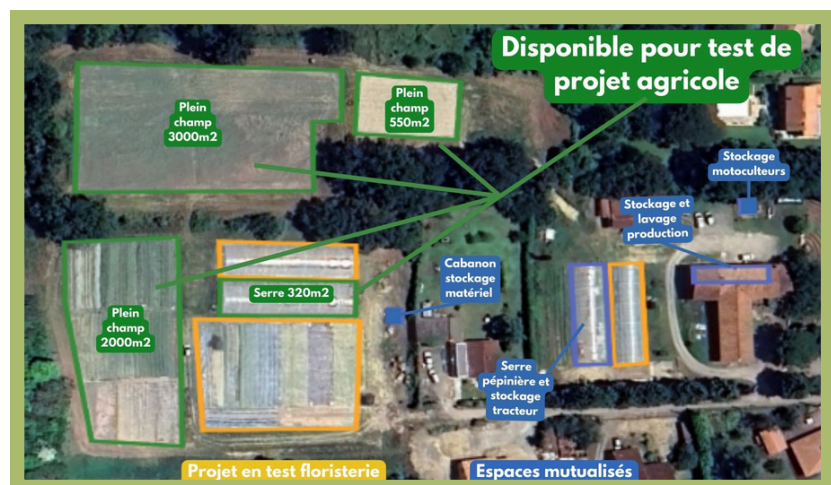 Disponible pour test de
projet agricole
Plein
champ
3000m2
Plein
champ
550m2
Stockage
motoculteurs
Stockage et
lavage
production
Cabanon
stockage
matériel
Serre 320m2
Plein
champ
2000m2
Serre
pépinière et
stockage
tracteur
Projet en test floristerie
Espaces mutualisés